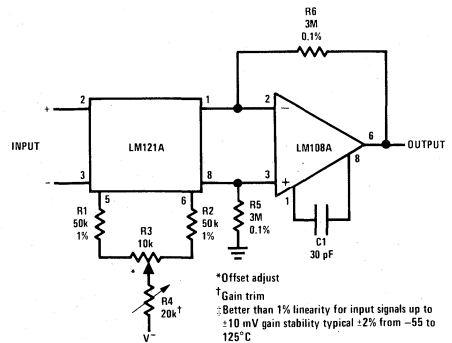 R6
3M
0.1%
2
1
2
+
INPUT
LM121A
LM108A
6
OUTPUT
8
-
3
8
3
+
1
5
6
R1
50k
1%
R2
50k
1%
R3
10k
*
R5
3M
0.1%
C1
30 pF
R4
20k†
V−
*Offset adjust
†Gain trim
‡Better than 1% linearity for input signals up to
±10 mV gain stability typical ±2% from −55 to
125°C